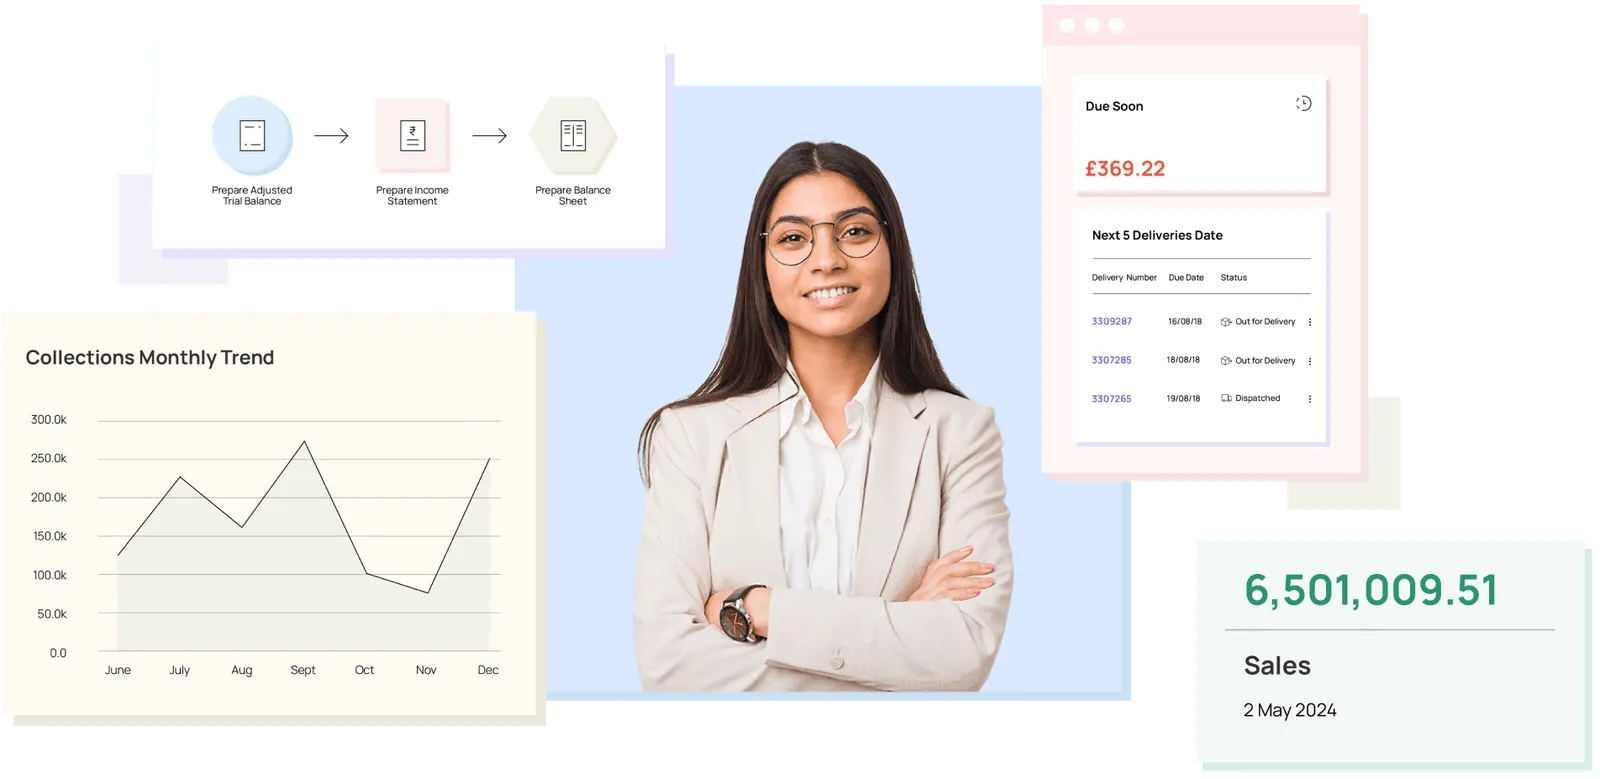 Prepare Adjusted
Trial Balance
₹
Prepare Income
Statement
Prepare Balance
Sheet
Due Soon
£369.22
Next 5 Deliveries Date
Delivery Number Due Date Status
3309287 16/08/18 Out for Delivery
3307285 18/08/18 Out for Delivery
3307265 19/08/18 Dispatched
Collections Monthly Trend
300.0k
250.0k
200.0k
150.0k
100.0k
50.0k
0.0
June July Aug Sept Oct Nov Dec
6,501,009.51
Sales
2 May 2024